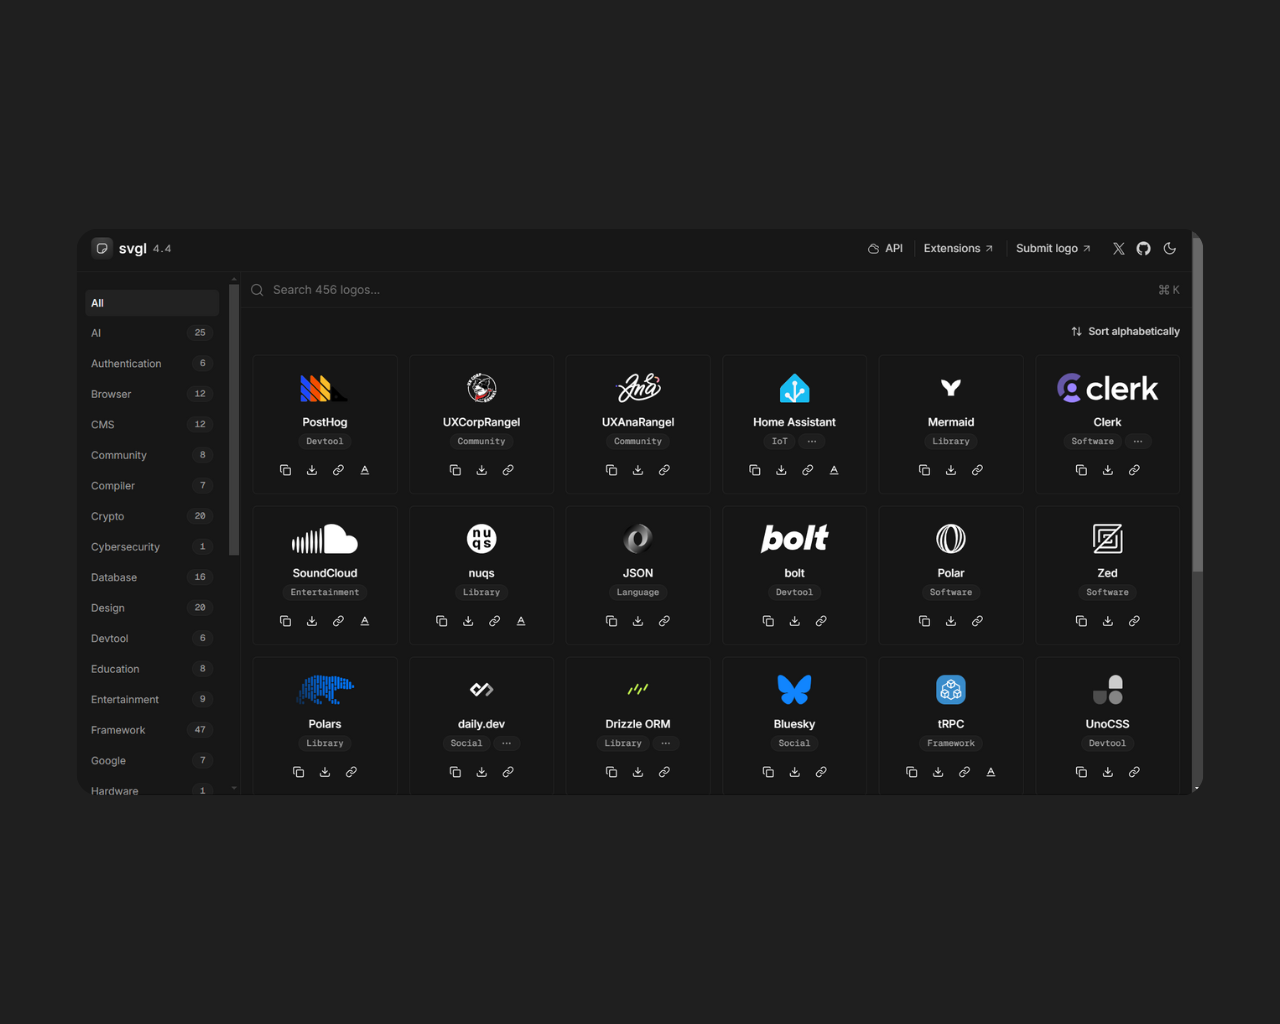 svgl 4.4
API Extensions Submit logo
Search 456 logos... ⌘ K
Sort alphabetically
All
AI 25
Authentication 6
Browser 12
CMS 12
Community 8
Compiler 7
Crypto 20
Cybersecurity 1
Database 16
Design 20
Devtool 6
Education 8
Entertainment 9
Framework 47
Google 7
Hardware 1
clerk
PostHog UXCorpRangel UXAnaRangel Home Assistant Mermaid Clerk
Devtool Community Community IoT ... Library Software ...
nuqs bolt
SoundCloud nuqs JSON bolt Polar Zed
Entertainment Library Language Devtool Software Software
Polars daily.dev Drizzle ORM Bluesky tRPC UnoCSS
Library Social ... Library ... Social Framework Devtool